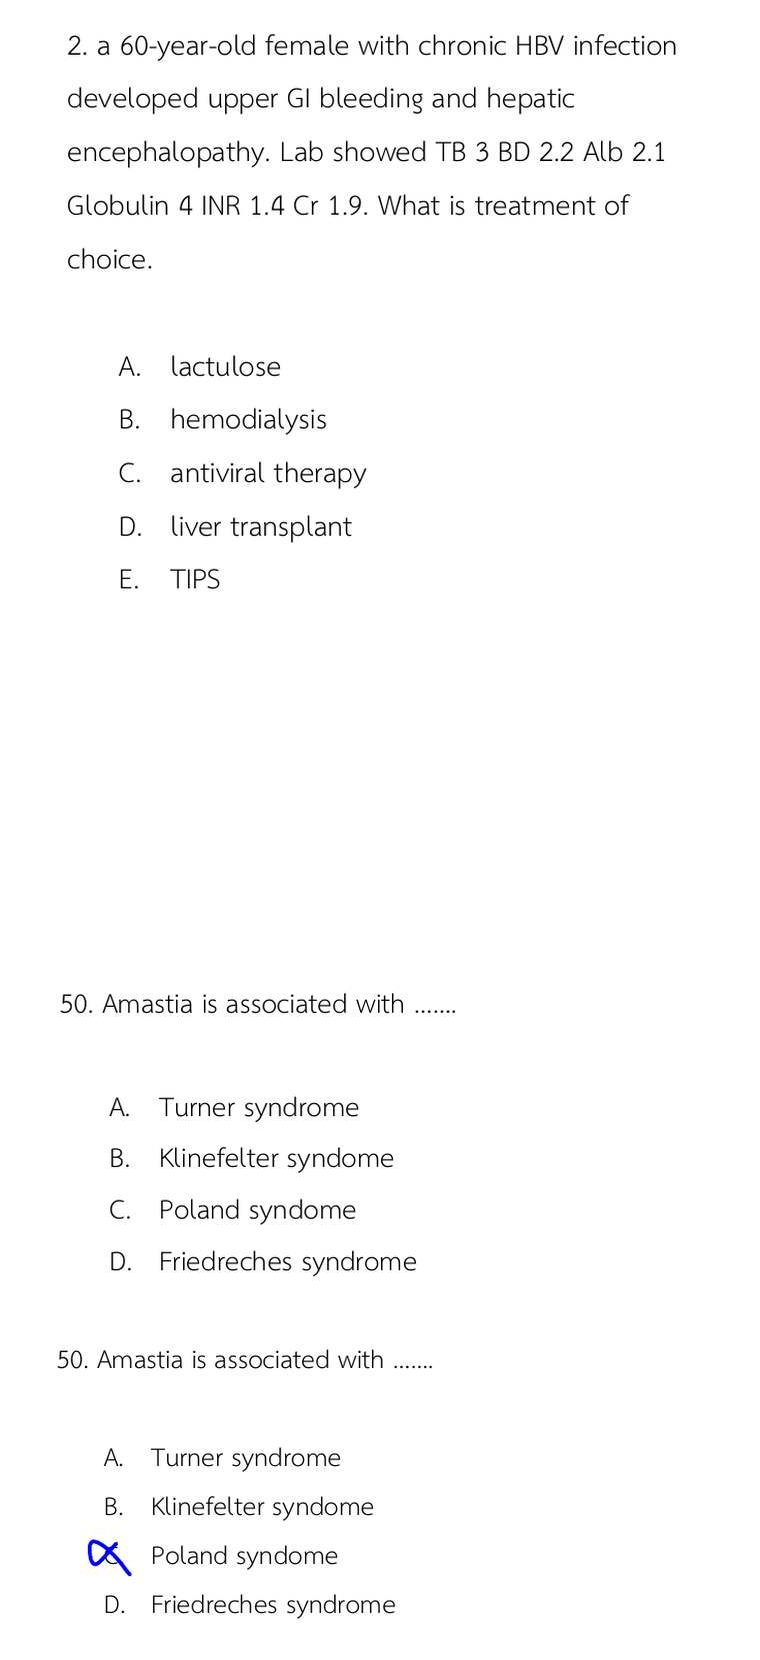 2. a 60-year-old female with chronic HBV infection
developed upper GI bleeding and hepatic
encephalopathy. Lab showed TB 3 BD 2.2 Alb 2.1
Globulin 4 INR 1.4 Cr 1.9. What is treatment of
choice.
A. lactulose
B. hemodialysis
C. antiviral therapy
D. liver transplant
E. TIPS
50. Amastia is associated with .......
A. Turner syndrome
B. Klinefelter syndome
C. Poland syndome
D. Friedreches syndrome
50. Amastia is associated with .......
A. Turner syndrome
B. Klinefelter syndome
Poland syndome
D. Friedreches syndrome